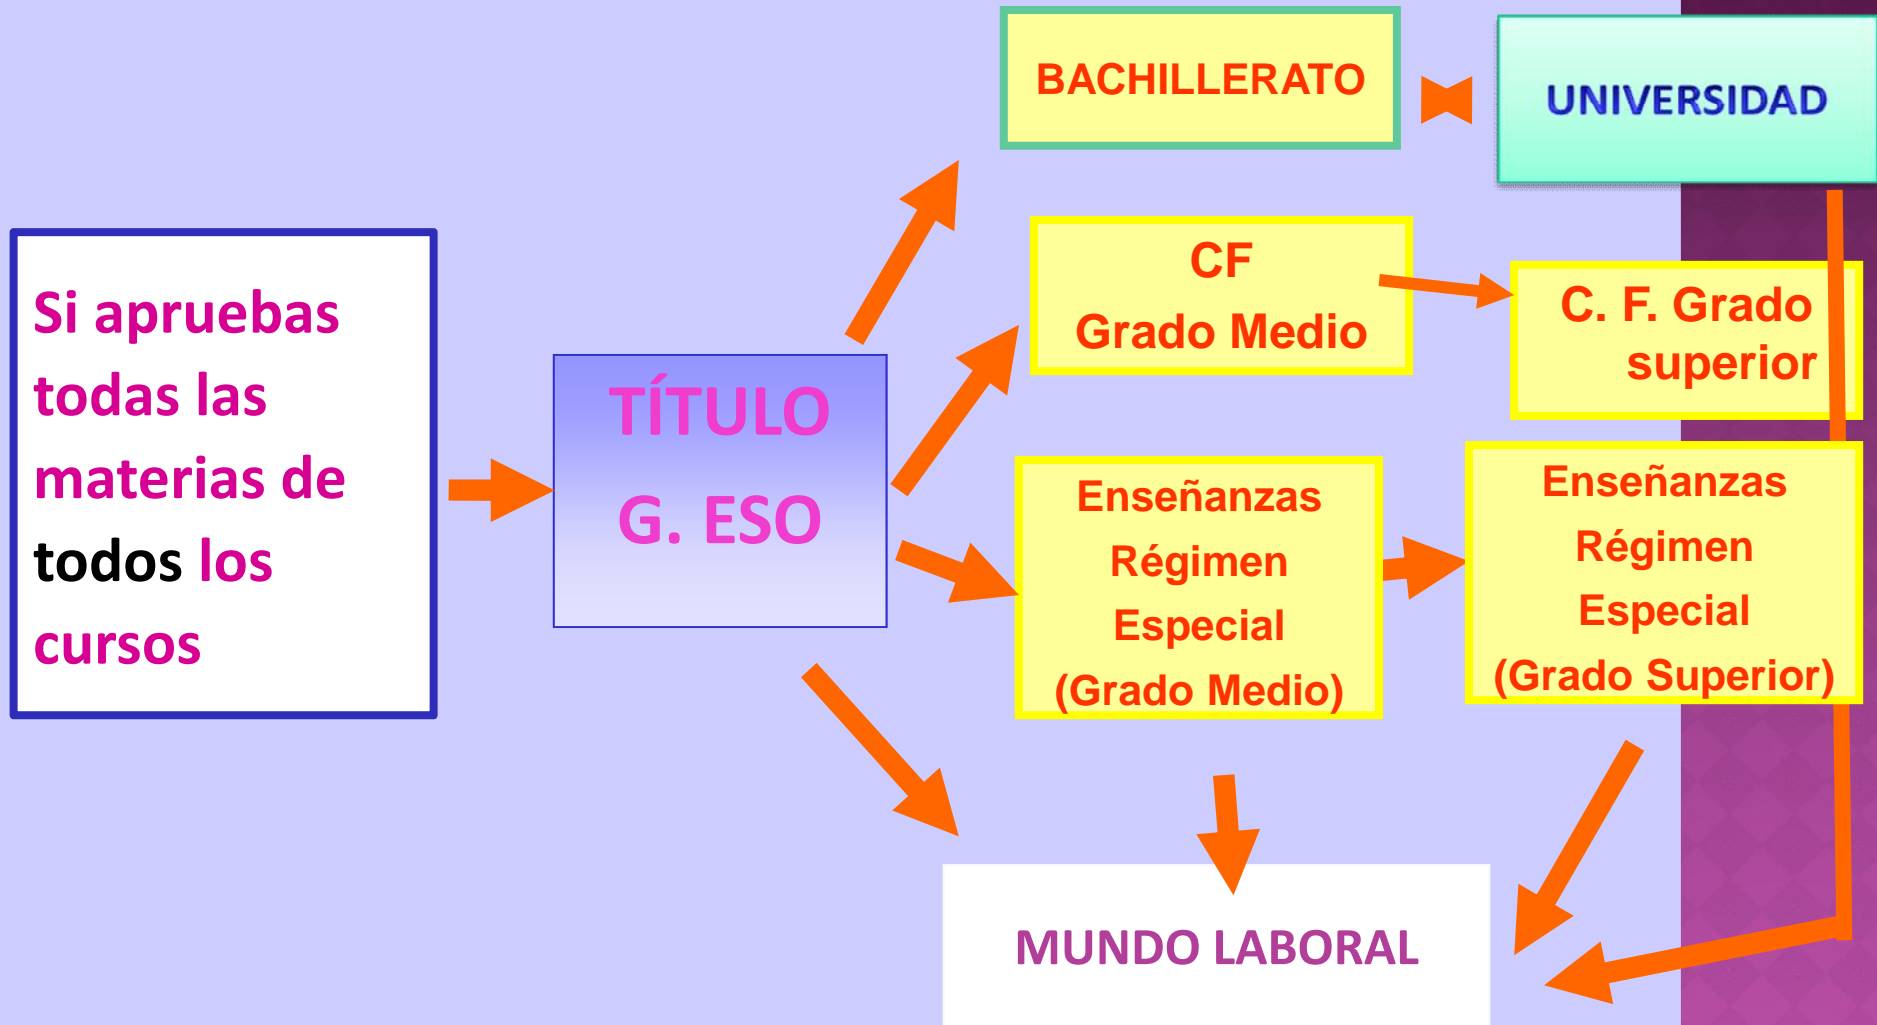 Si apruebas
todas las
materias de
todos los
cursos
TÍTULO
G. ESO
BACHILLERATO
UNIVERSIDAD
CF
Grado Medio
C. F. Grado
superior
Enseñanzas
Régimen
Especial
(Grado Medio)
Enseñanzas
Régimen
Especial
(Grado Superior)
MUNDO LABORAL